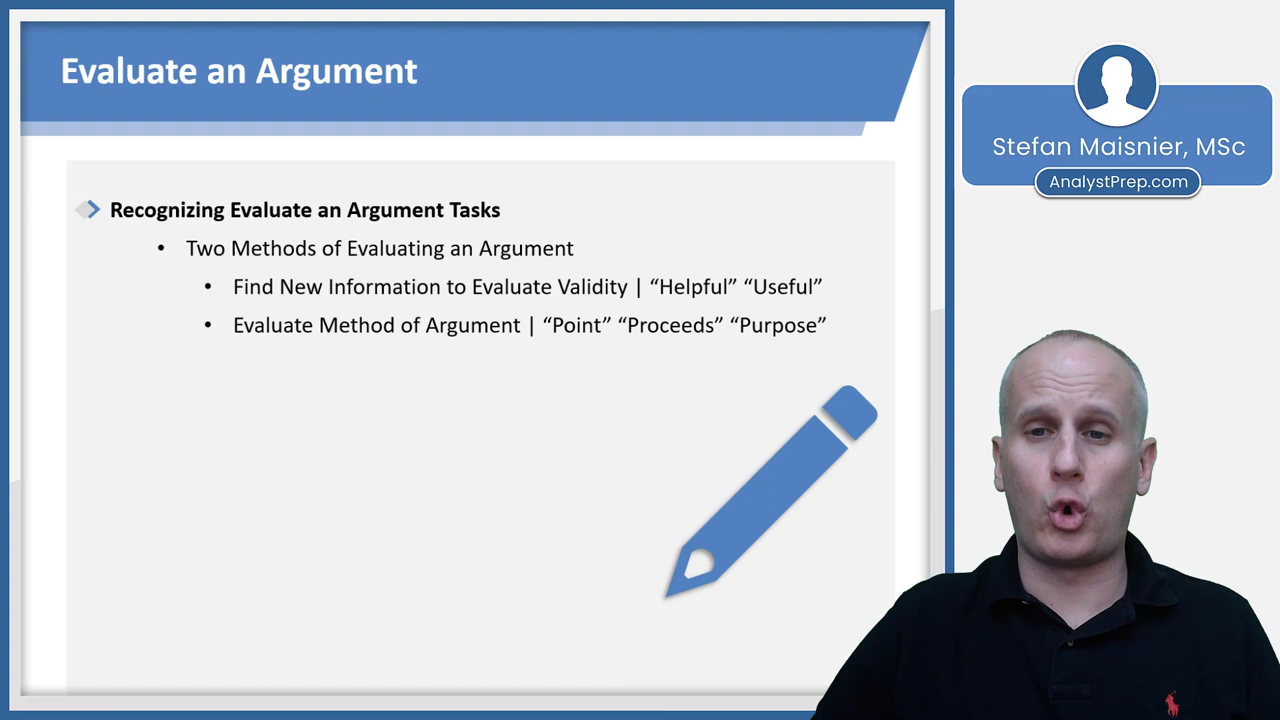 Evaluate an Argument
Stefan Maisnier, MSc
AnalystPrep.com
Recognizing Evaluate an Argument Tasks
• Two Methods of Evaluating an Argument
• Find New Information to Evaluate Validity | “Helpful” “Useful”
• Evaluate Method of Argument | “Point” “Proceeds” “Purpose”